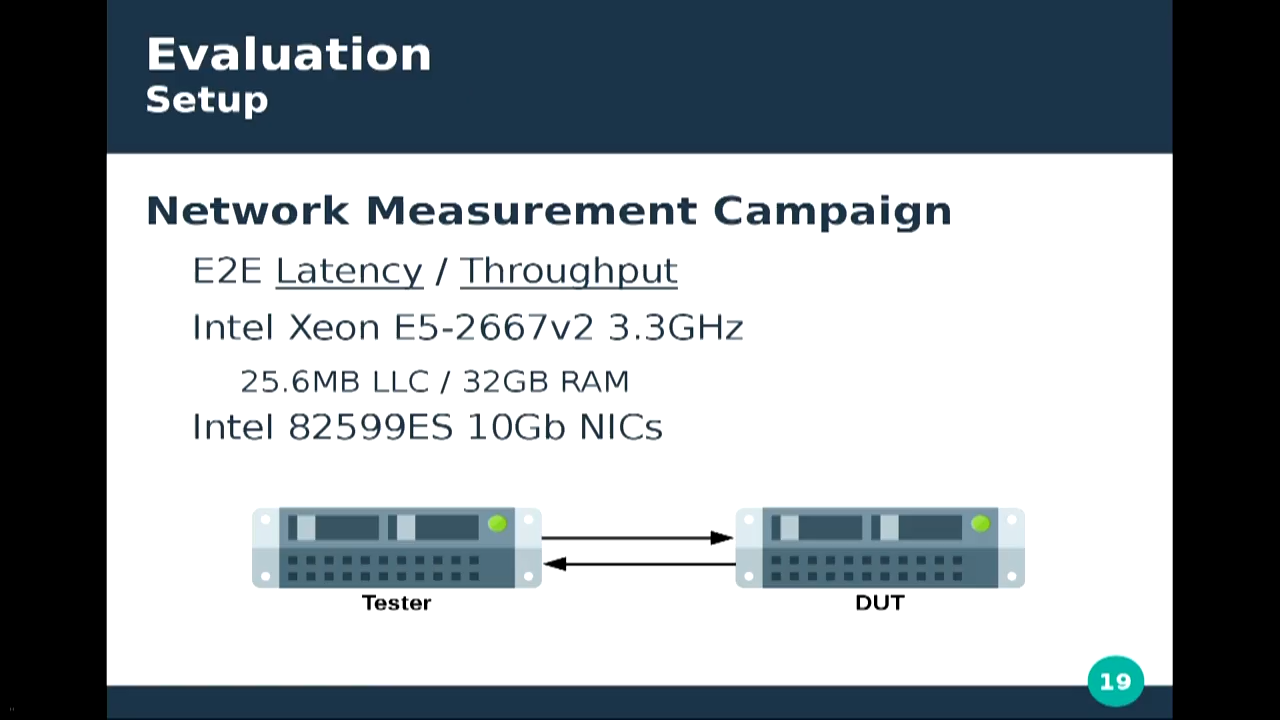 Evaluation
Setup
Network Measurement Campaign
E2E Latency / Throughput
Intel Xeon E5-2667v2 3.3GHz
25.6MB LLC / 32GB RAM
Intel 82599ES 10Gb NICs
Tester
DUT
19